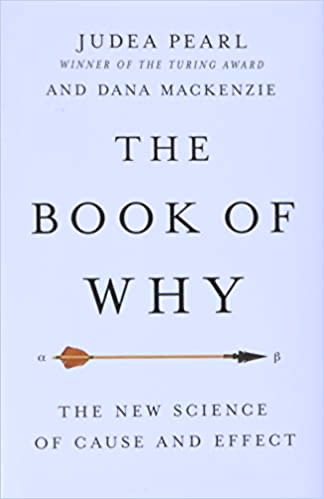 JUDEA PEARL
WINNER OF THE TURING AWARD
AND DANA MACKENZIE
THE
BOOK OF
WHY
α β
THE NEW SCIENCE
OF CAUSE AND EFFECT